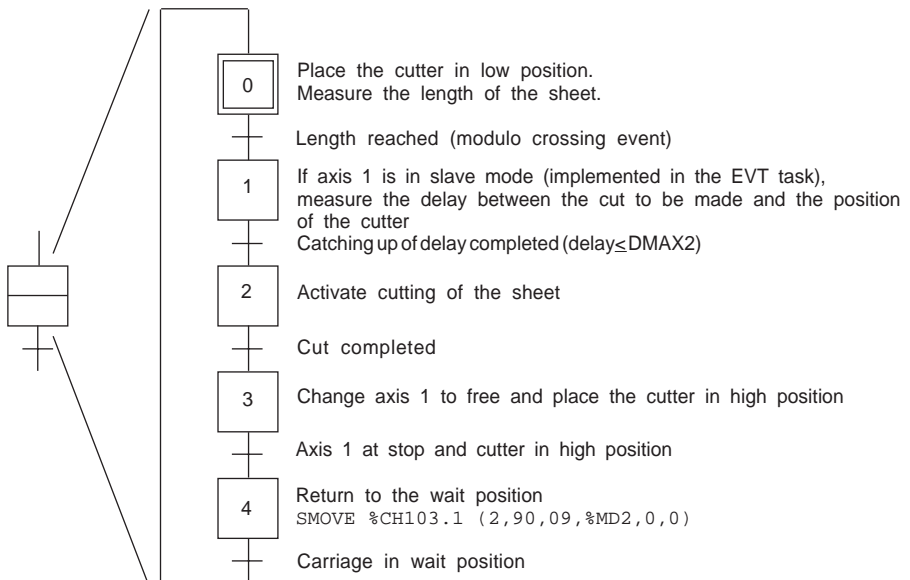 0
Place the cutter in low position.
Measure the length of the sheet.
Length reached (modulo crossing event)
1
If axis 1 is in slave mode (implemented in the EVT task),
measure the delay between the cut to be made and the position
of the cutter
Catching up of delay completed (delay≤DMAX2)
2
Activate cutting of the sheet
Cut completed
3
Change axis 1 to free and place the cutter in high position
Axis 1 at stop and cutter in high position
4
Return to the wait position
SMOVE %CH103.1 (2,90,09,%MD2,0,0)
Carriage in wait position